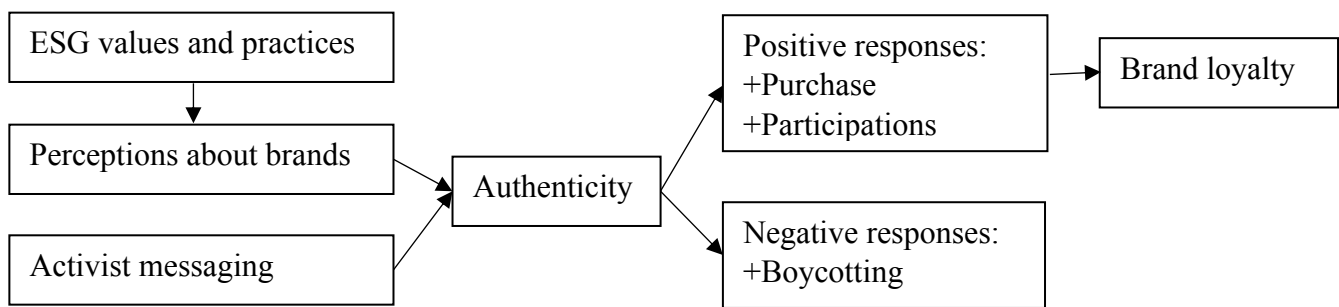 ESG values and practices
Perceptions about brands
Activist messaging
Authenticity
Positive responses:
+Purchase
+Participations
Negative responses:
+Boycotting
Brand loyalty